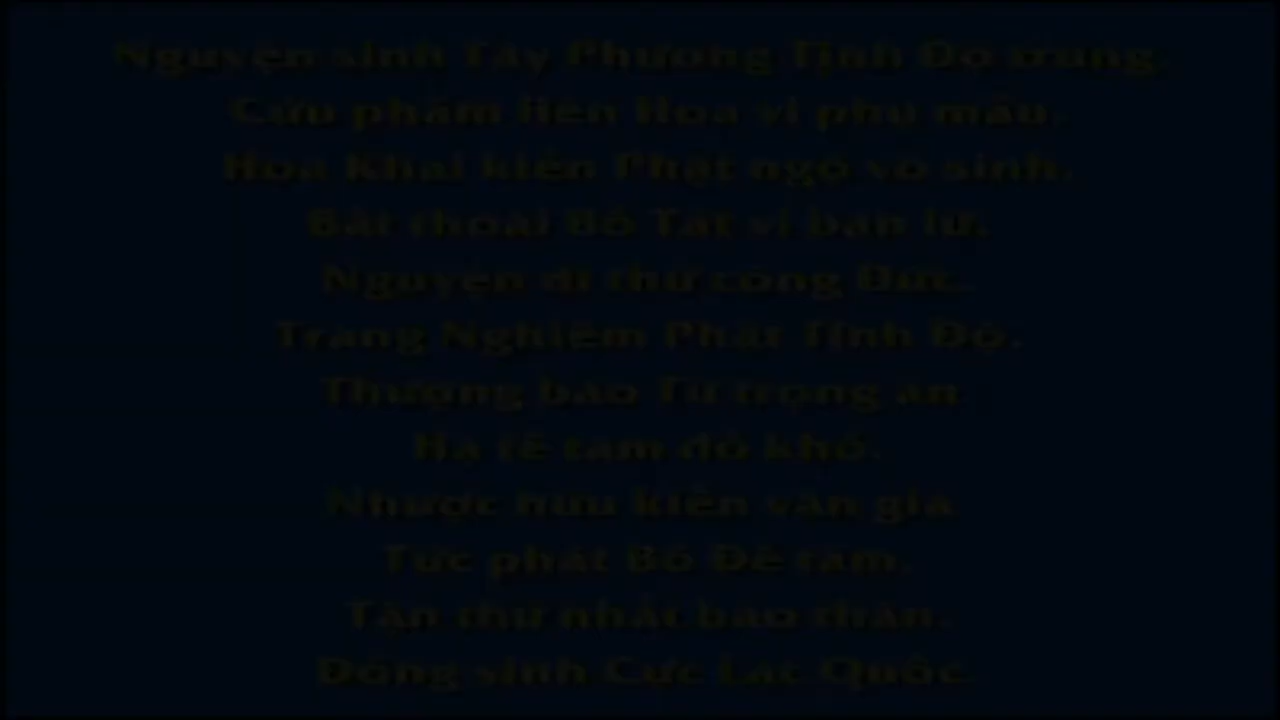 Nguyện sinh Tây Phương Tịnh Độ trung.
Cửu phẩm liên Hoa vi phụ mẫu.
Hoa Khai kiến Phật ngộ vô sinh.
Bất thoái Bồ Tát vi bạn lữ.
Nguyện dĩ thử công Đức.
Trang Nghiêm Phật Tịnh Độ.
Thượng báo Tứ trọng ân
Hạ tế tam đồ khổ.
Nhược hữu kiến văn giả
Tức phát Bồ Đề tâm.
Tận thử nhất báo thân.
Đồng sinh Cực Lạc Quốc.